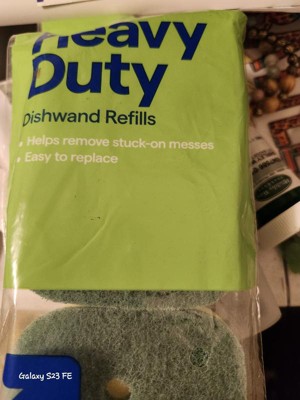 Heavy
Duty
Dishwand Refills
• Helps remove stuck-on messes
• Easy to replace
Galaxy S23 FE